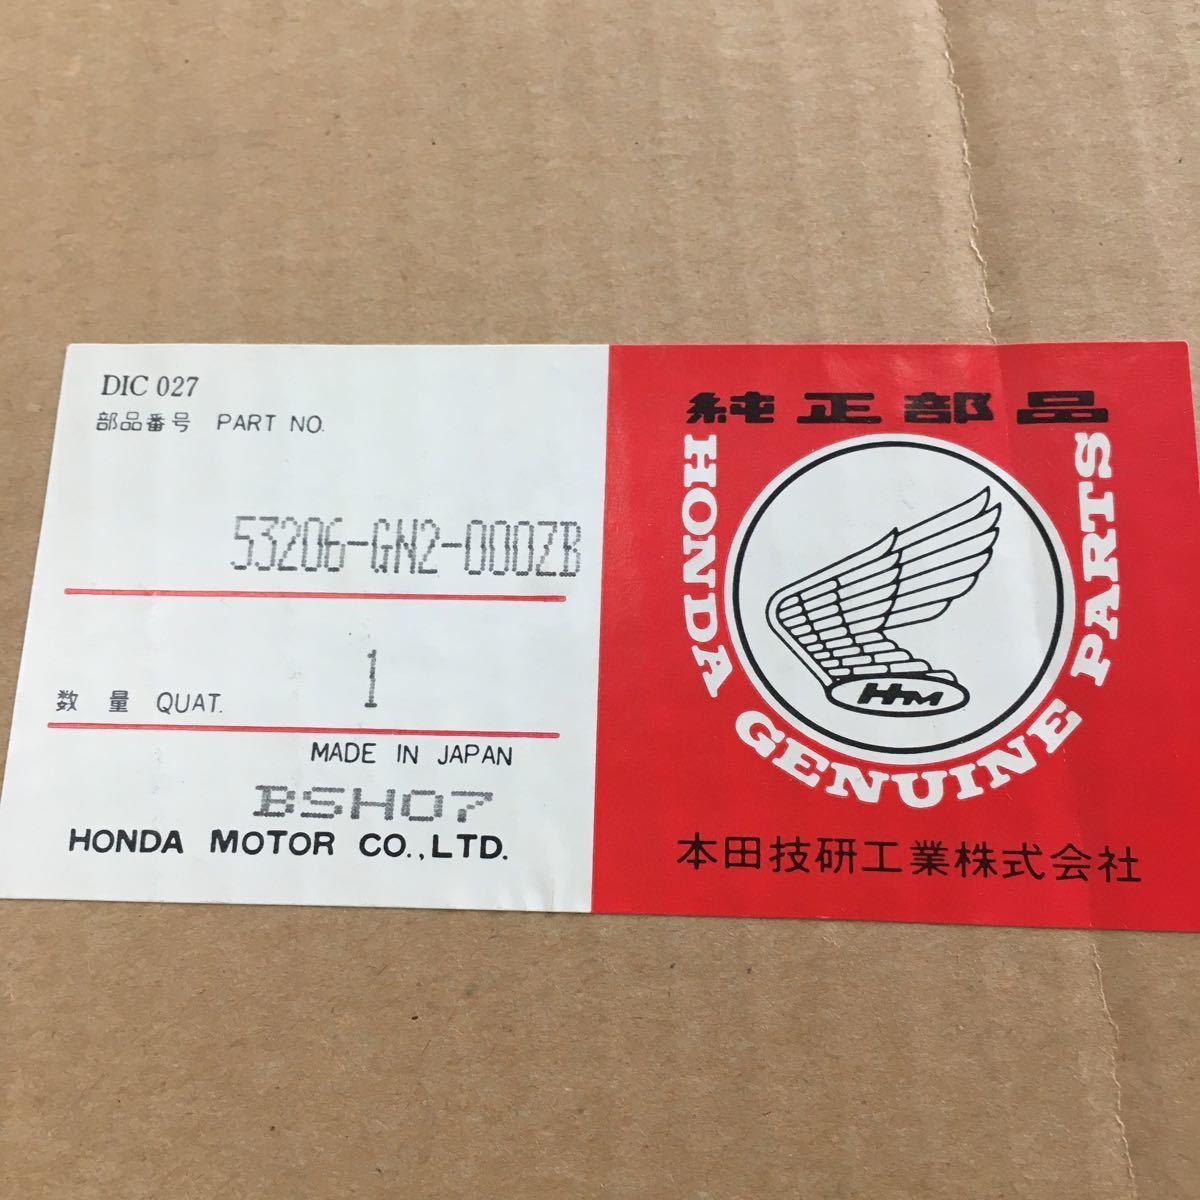 DIC 027
部品番号 PART NO.
53206-GN2-000ZB
数量 QUAT. 1
MADE IN JAPAN
BSH07
HONDA MOTOR CO.,LTD.
純正部品
HONDA GENUINE PARTS
HM
本田技研工業株式会社